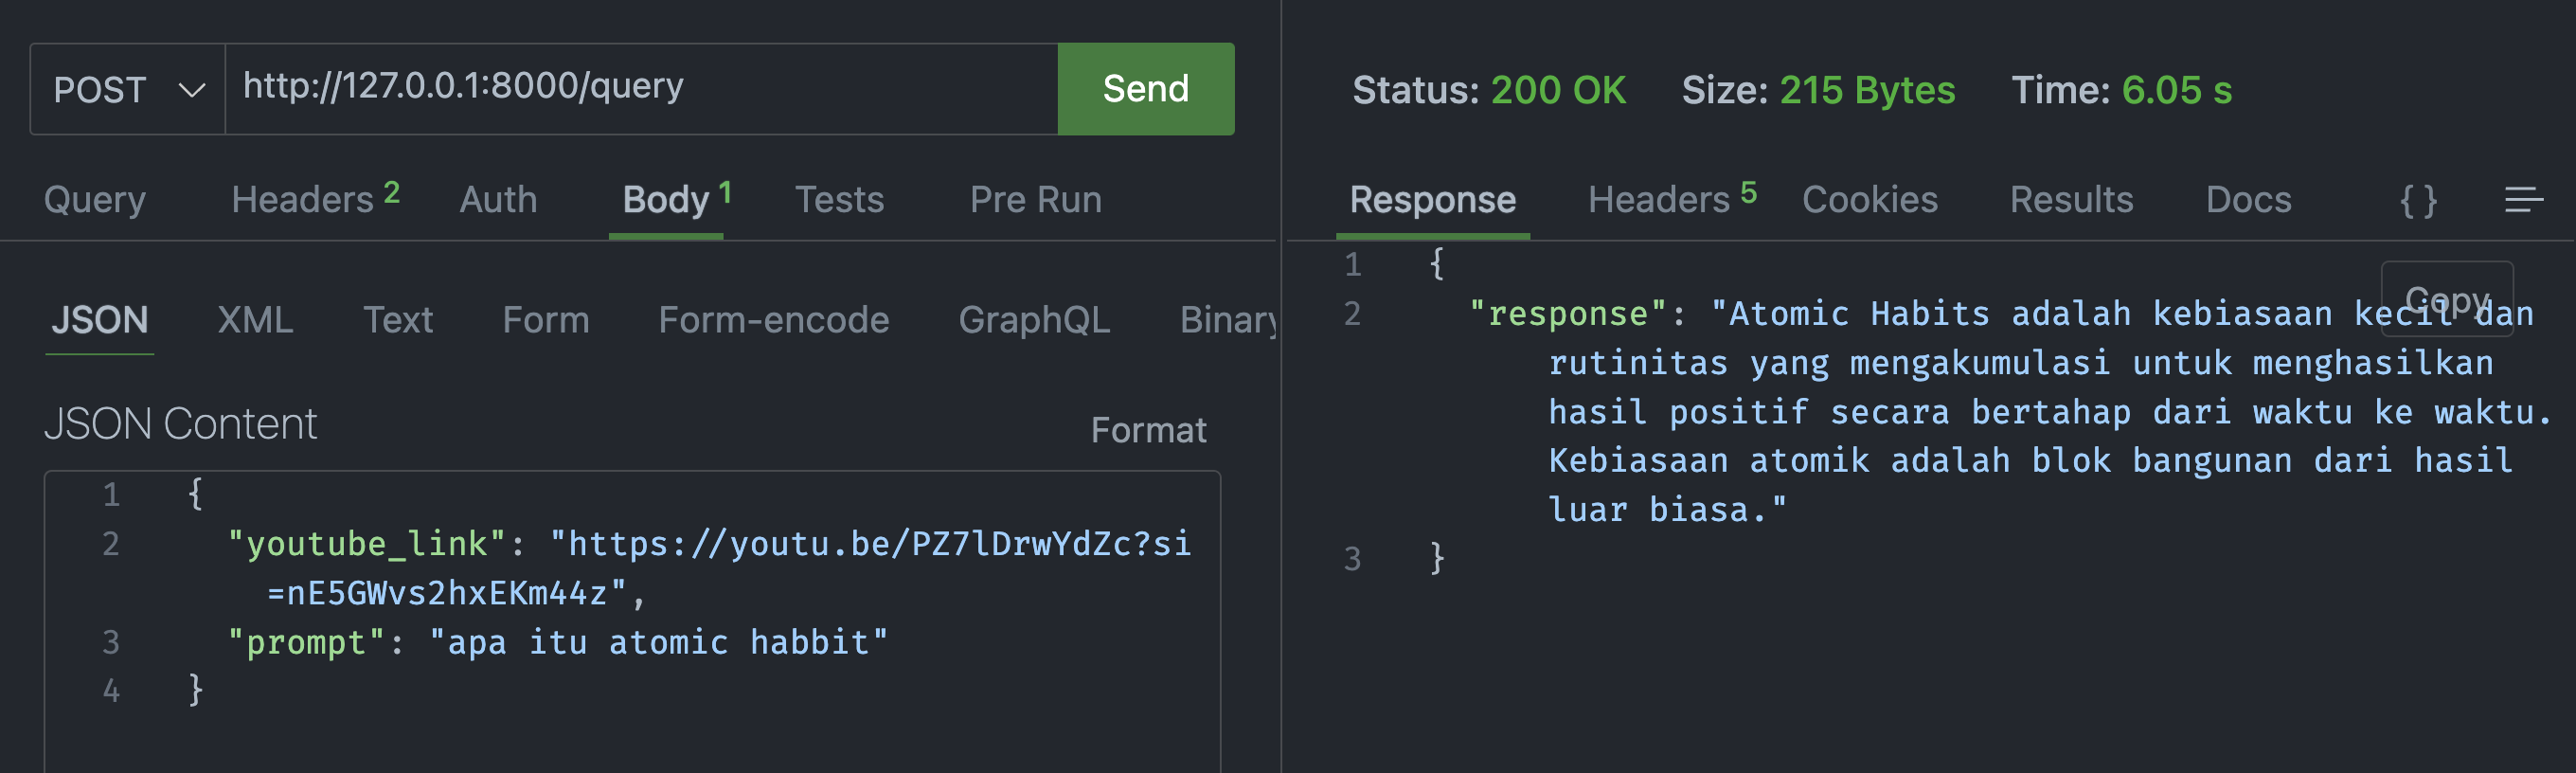 POST http://127.0.0.1:8000/query Send
Query Headers 2 Auth Body 1 Tests Pre Run
JSON XML Text Form Form-encode GraphQL Binary
JSON Content Format
1 {
2 "youtube_link": "https://youtu.be/PZ7lDrwYdZc?si
=nE5GWvs2hxEKm44z",
3 "prompt": "apa itu atomic habbit"
4 }
Status: 200 OK Size: 215 Bytes Time: 6.05 s
Response Headers 5 Cookies Results Docs { }
Copy
1 {
2 "response": "Atomic Habits adalah kebiasaan kecil dan
rutinitas yang mengakumulasi untuk menghasilkan
hasil positif secara bertahap dari waktu ke waktu.
Kebiasaan atomik adalah blok bangunan dari hasil
luar biasa."
3 }